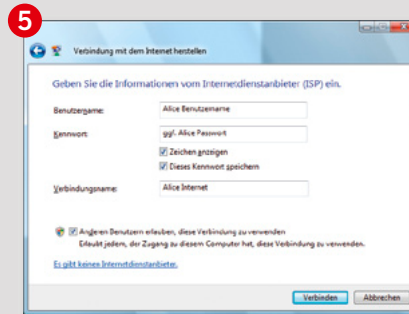 5
Verbindung mit dem Internet herstellen
Geben Sie die Informationen vom Internetdienstanbieter (ISP) ein.
Benutzername: Alice Benutzername
Kennwort: ggf. Alice Passwort
Zeichen anzeigen
Dieses Kennwort speichern
Verbindungsname: Alice Internet
Anderen Benutzern erlauben, diese Verbindung zu verwenden
Erlaubt jedem, der Zugang zu diesem Computer hat, diese Verbindung zu verwenden.
Es gibt keinen Internetdienstanbieter.
Verbinden Abbrechen